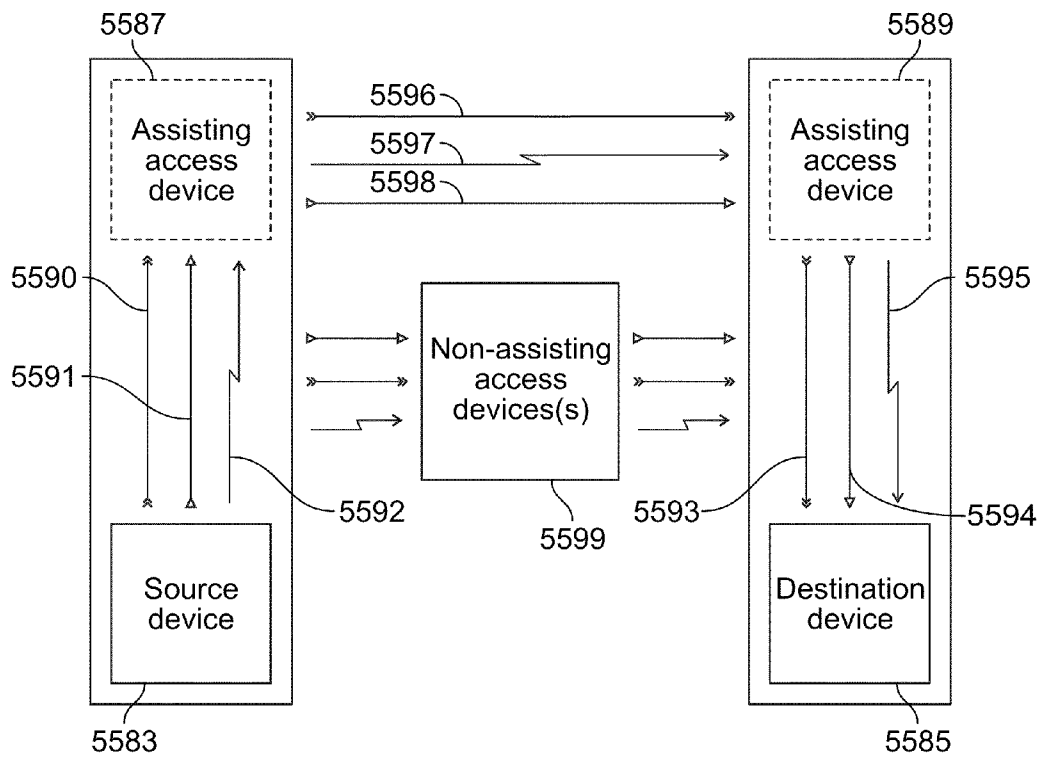 5587
5589
Assisting
access
device
5596
5597
5598
Assisting
access
device
5590
5591
5592
Non-assisting
access
devices(s)
5599
5595
5593
5594
Source
device
Destination
device
5583
5585